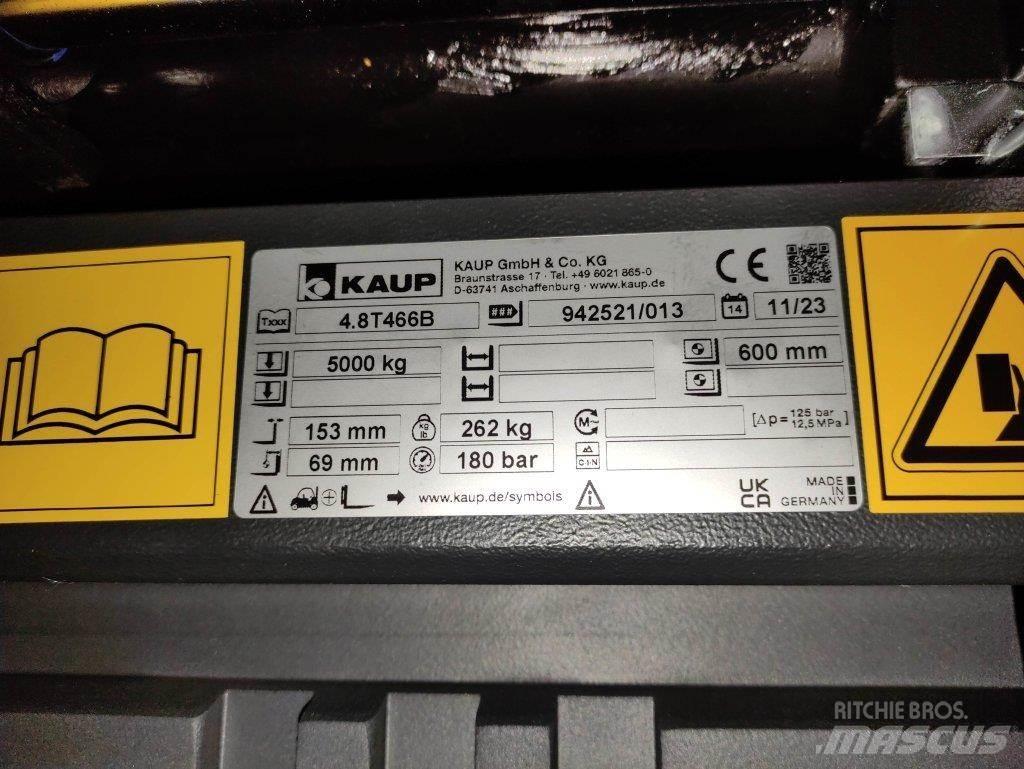 KAUP
KAUP GmbH & Co. KG
Braunstrasse 17 · Tel. +49 6021 865-0
D-63741 Aschaffenburg · www.kaup.de
CE
Txxx
4.8T466B
###
942521/013
14
11/23
5000 kg
600 mm
153 mm
kg
lb
262 kg
M~
[Δp= 125 bar
12,5 MPa]
69 mm
180 bar
C-I-N
www.kaup.de/symbols
UK
CA
MADE
IN
GERMANY
RITCHIE BROS.
MASCUS